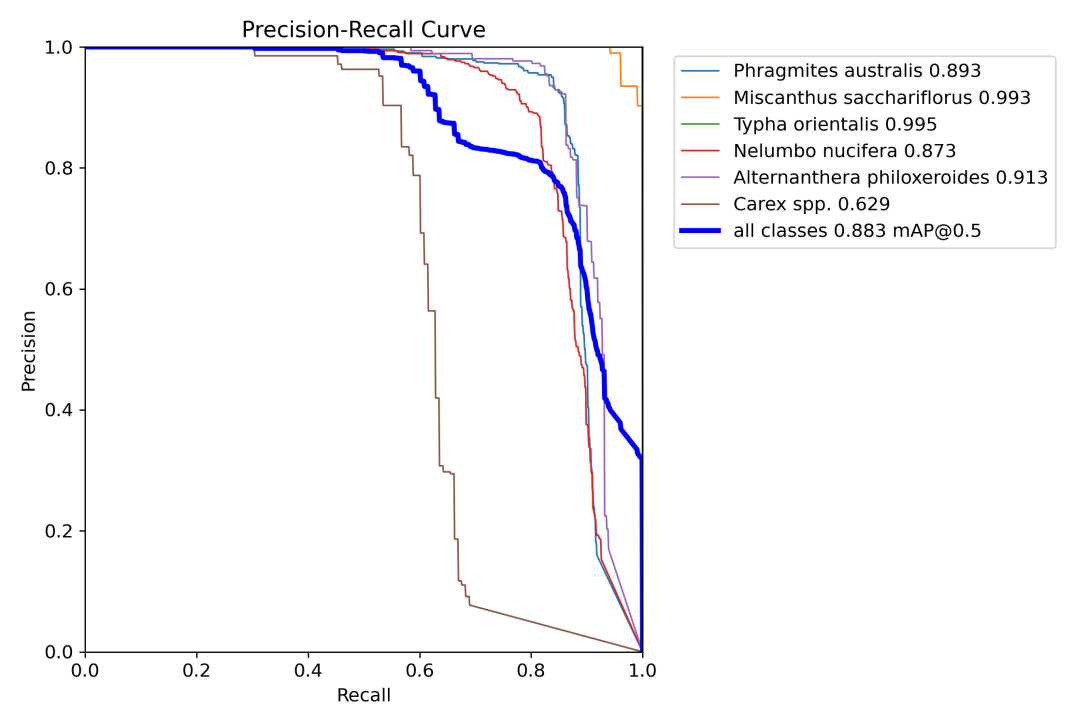 Precision-Recall Curve
1.0
0.8
0.6
0.4
0.2
0.0
Precision
0.0 0.2 0.4 0.6 0.8 1.0
Recall
Phragmites australis 0.893
Miscanthus sacchariflorus 0.993
Typha orientalis 0.995
Nelumbo nucifera 0.873
Alternanthera philoxeroides 0.913
Carex spp. 0.629
all classes 0.883 mAP@0.5